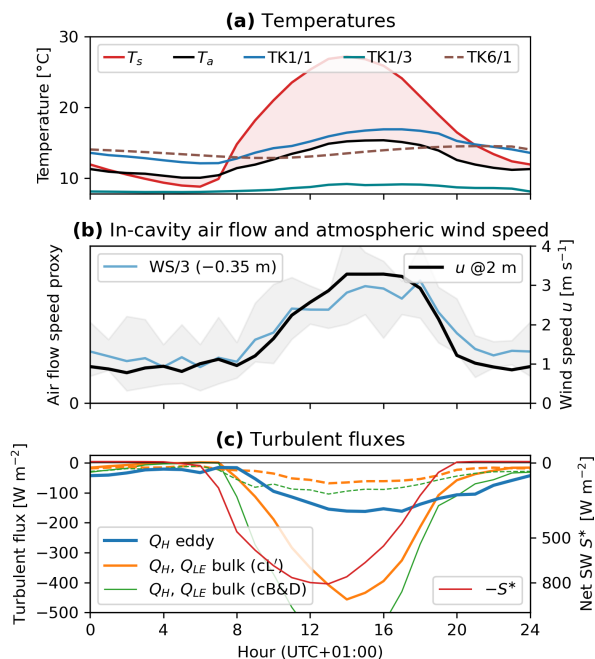 (a) Temperatures
Temperature [°C]
30
20
10
T_s T_a TK1/1 TK1/3 TK6/1
(b) In-cavity air flow and atmospheric wind speed
Air flow speed proxy
0
WS/3 (−0.35 m)
u @2 m
4
3
2
1
0
Wind speed u [m s⁻¹]
(c) Turbulent fluxes
Turbulent flux [W m⁻²]
0
−100
−200
−300
−400
−500
Q_H eddy
Q_H, Q_LE bulk (cL)
Q_H, Q_LE bulk (cB&D)
−S*
0
300
800
Net SW S* [W m⁻²]
0 4 8 12 16 20 24
Hour (UTC+01:00)